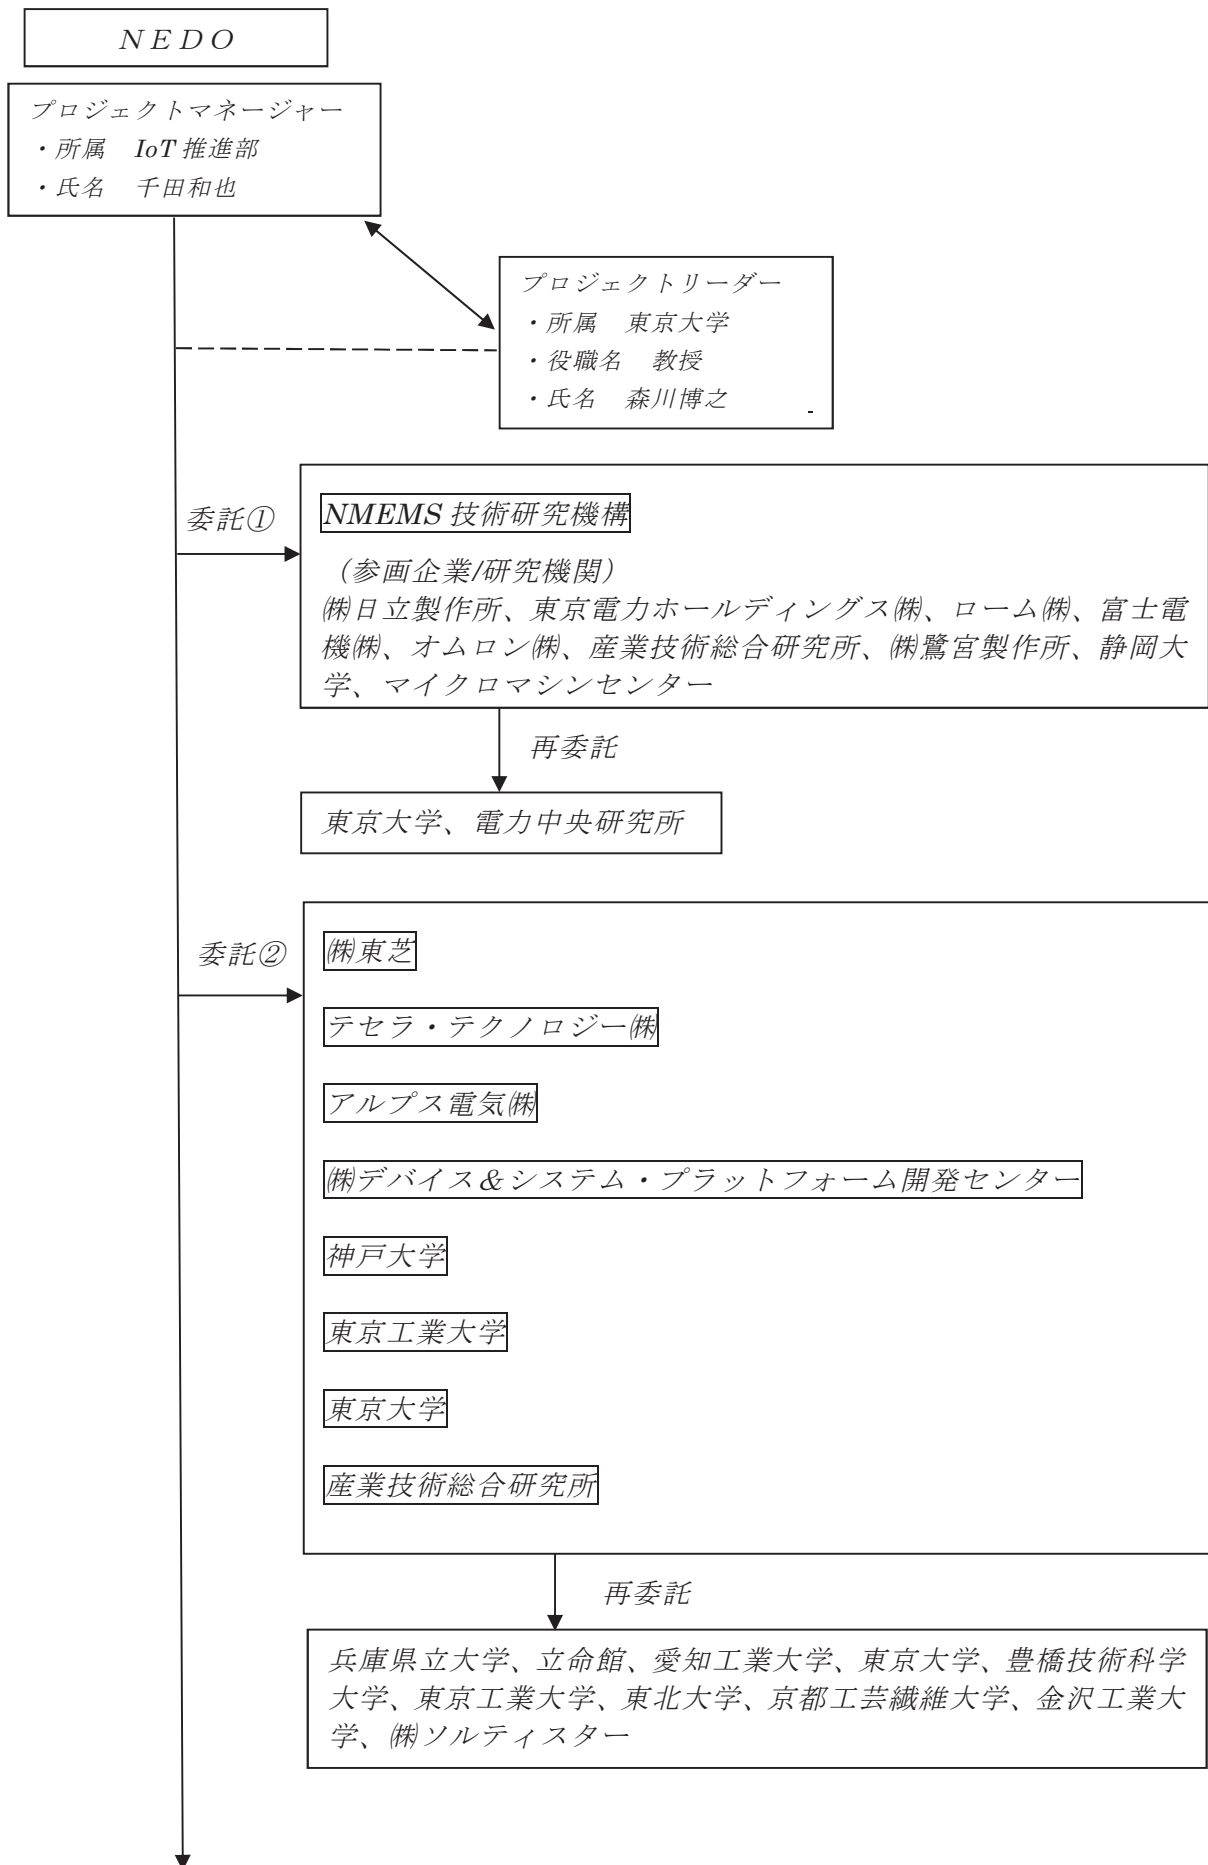 NEDO
プロジェクトマネージャー
・所属　IoT 推進部
・氏名　千田和也
プロジェクトリーダー
・所属　東京大学
・役職名　教授
・氏名　森川博之
委託①
NMEMS 技術研究機構
（参画企業/研究機関）
㈱日立製作所、東京電力ホールディングス㈱、ローム㈱、富士電
機㈱、オムロン㈱、産業技術総合研究所、㈱鷺宮製作所、静岡大
学、マイクロマシンセンター
再委託
東京大学、電力中央研究所
委託②
㈱東芝
テセラ・テクノロジー㈱
アルプス電気㈱
㈱デバイス＆システム・プラットフォーム開発センター
神戸大学
東京工業大学
東京大学
産業技術総合研究所
再委託
兵庫県立大学、立命館、愛知工業大学、東京大学、豊橋技術科学
大学、東京工業大学、東北大学、京都工芸繊維大学、金沢工業大
学、㈱ソルティスター